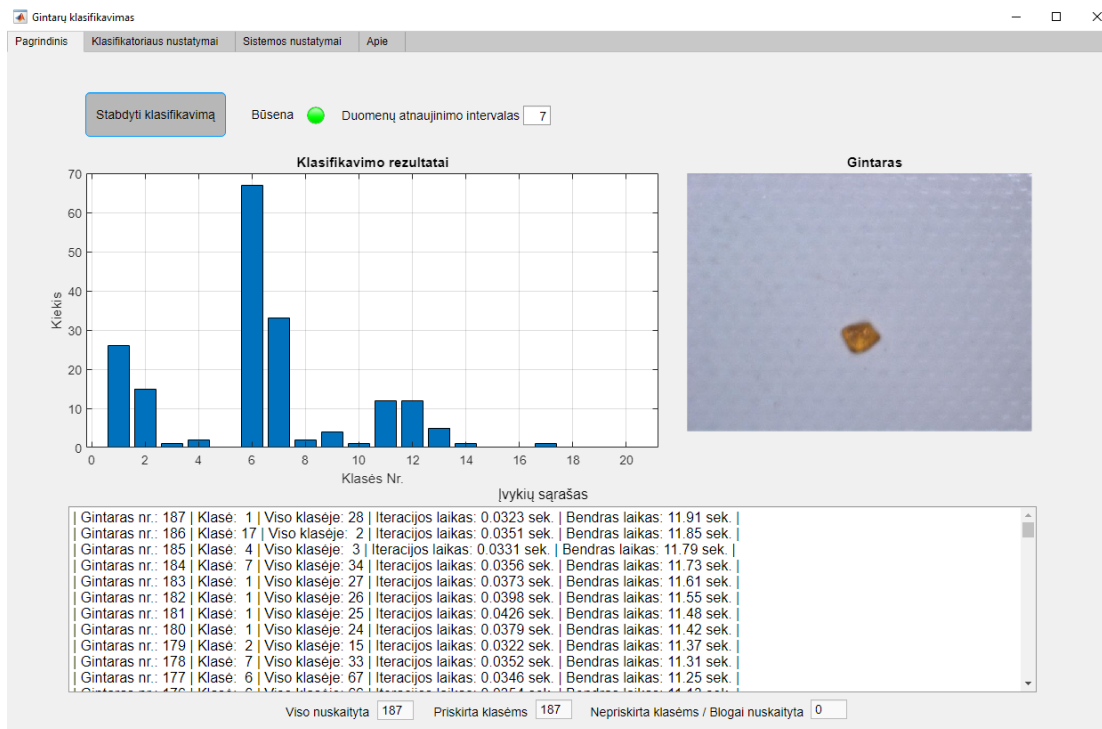 Gintarų klasifikavimas
Pagrindinis Klasifikatoriaus nustatymai Sistemos nustatymai Apie
Stabdyti klasifikavimą Būsena Duomenų atnaujinimo intervalas 7
Klasifikavimo rezultatai
Gintaras
70
60
50
40
30
20
10
0
Kiekis
0 2 4 6 8 10 12 14 16 18 20
Klasės Nr.
Įvykių sąrašas
| Gintaras nr.: 187 | Klasė: 1 | Viso klasėje: 28 | Iteracijos laikas: 0.0323 sek. | Bendras laikas: 11.91 sek. |
| Gintaras nr.: 186 | Klasė: 17 | Viso klasėje: 2 | Iteracijos laikas: 0.0351 sek. | Bendras laikas: 11.85 sek. |
| Gintaras nr.: 185 | Klasė: 4 | Viso klasėje: 3 | Iteracijos laikas: 0.0331 sek. | Bendras laikas: 11.79 sek. |
| Gintaras nr.: 184 | Klasė: 7 | Viso klasėje: 34 | Iteracijos laikas: 0.0356 sek. | Bendras laikas: 11.73 sek. |
| Gintaras nr.: 183 | Klasė: 1 | Viso klasėje: 27 | Iteracijos laikas: 0.0373 sek. | Bendras laikas: 11.61 sek. |
| Gintaras nr.: 182 | Klasė: 1 | Viso klasėje: 26 | Iteracijos laikas: 0.0398 sek. | Bendras laikas: 11.55 sek. |
| Gintaras nr.: 181 | Klasė: 1 | Viso klasėje: 25 | Iteracijos laikas: 0.0426 sek. | Bendras laikas: 11.48 sek. |
| Gintaras nr.: 180 | Klasė: 1 | Viso klasėje: 24 | Iteracijos laikas: 0.0379 sek. | Bendras laikas: 11.42 sek. |
| Gintaras nr.: 179 | Klasė: 2 | Viso klasėje: 15 | Iteracijos laikas: 0.0322 sek. | Bendras laikas: 11.37 sek. |
| Gintaras nr.: 178 | Klasė: 7 | Viso klasėje: 33 | Iteracijos laikas: 0.0352 sek. | Bendras laikas: 11.31 sek. |
| Gintaras nr.: 177 | Klasė: 6 | Viso klasėje: 67 | Iteracijos laikas: 0.0346 sek. | Bendras laikas: 11.25 sek. |
Viso nuskaityta 187 Priskirta klasėms 187 Nepriskirta klasėms / Blogai nuskaityta 0